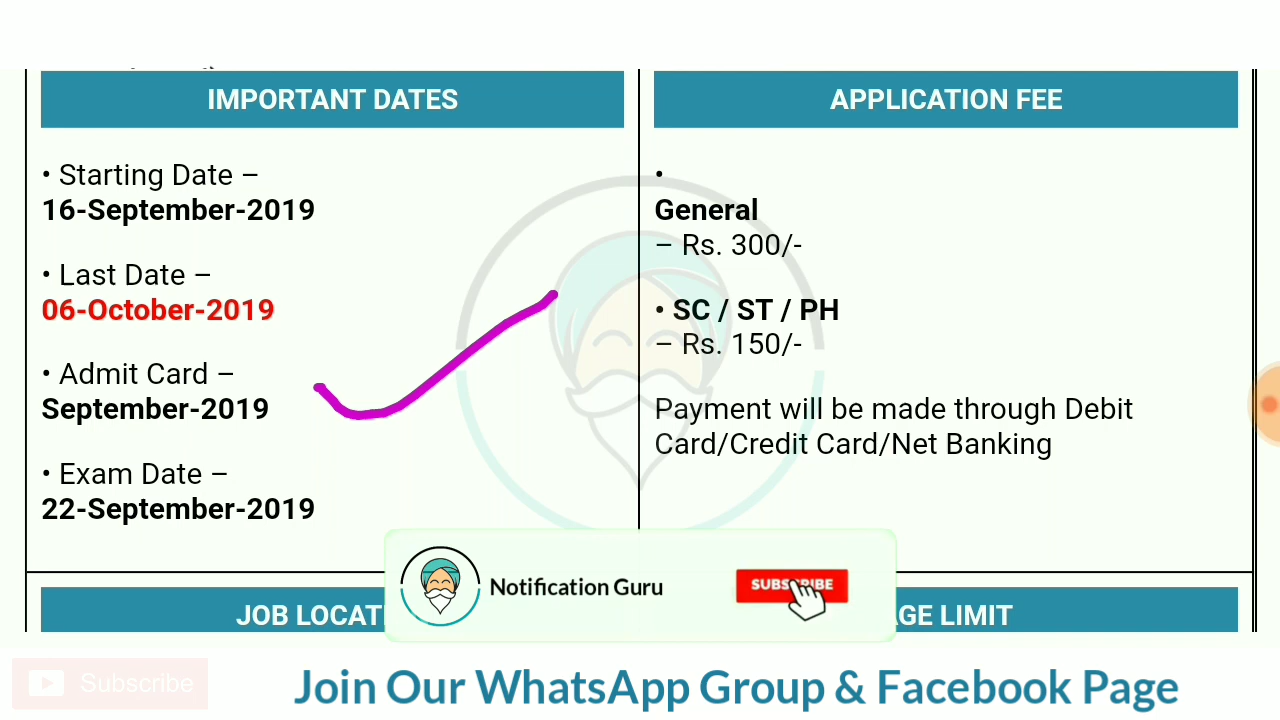 IMPORTANT DATES
• Starting Date –
16-September-2019
• Last Date –
06-October-2019
• Admit Card –
September-2019
• Exam Date –
22-September-2019
APPLICATION FEE
•
General
– Rs. 300/-
• SC / ST / PH
– Rs. 150/-
Payment will be made through Debit
Card/Credit Card/Net Banking
JOB LOCATI
GE LIMIT
Notification Guru
SUBSCRIBE
Subscribe
Join Our WhatsApp Group & Facebook Page